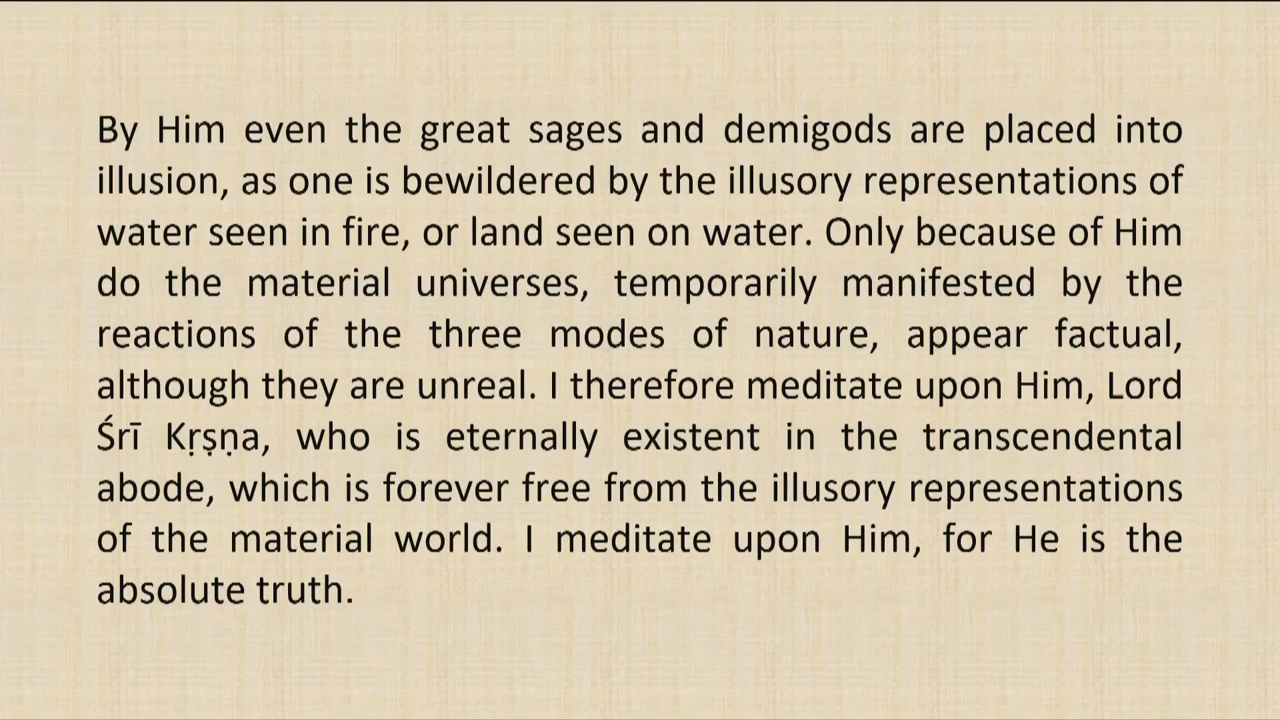 By Him even the great sages and demigods are placed into
illusion, as one is bewildered by the illusory representations of
water seen in fire, or land seen on water. Only because of Him
do the material universes, temporarily manifested by the
reactions of the three modes of nature, appear factual,
although they are unreal. I therefore meditate upon Him, Lord
Śrī Kṛṣṇa, who is eternally existent in the transcendental
abode, which is forever free from the illusory representations
of the material world. I meditate upon Him, for He is the
absolute truth.